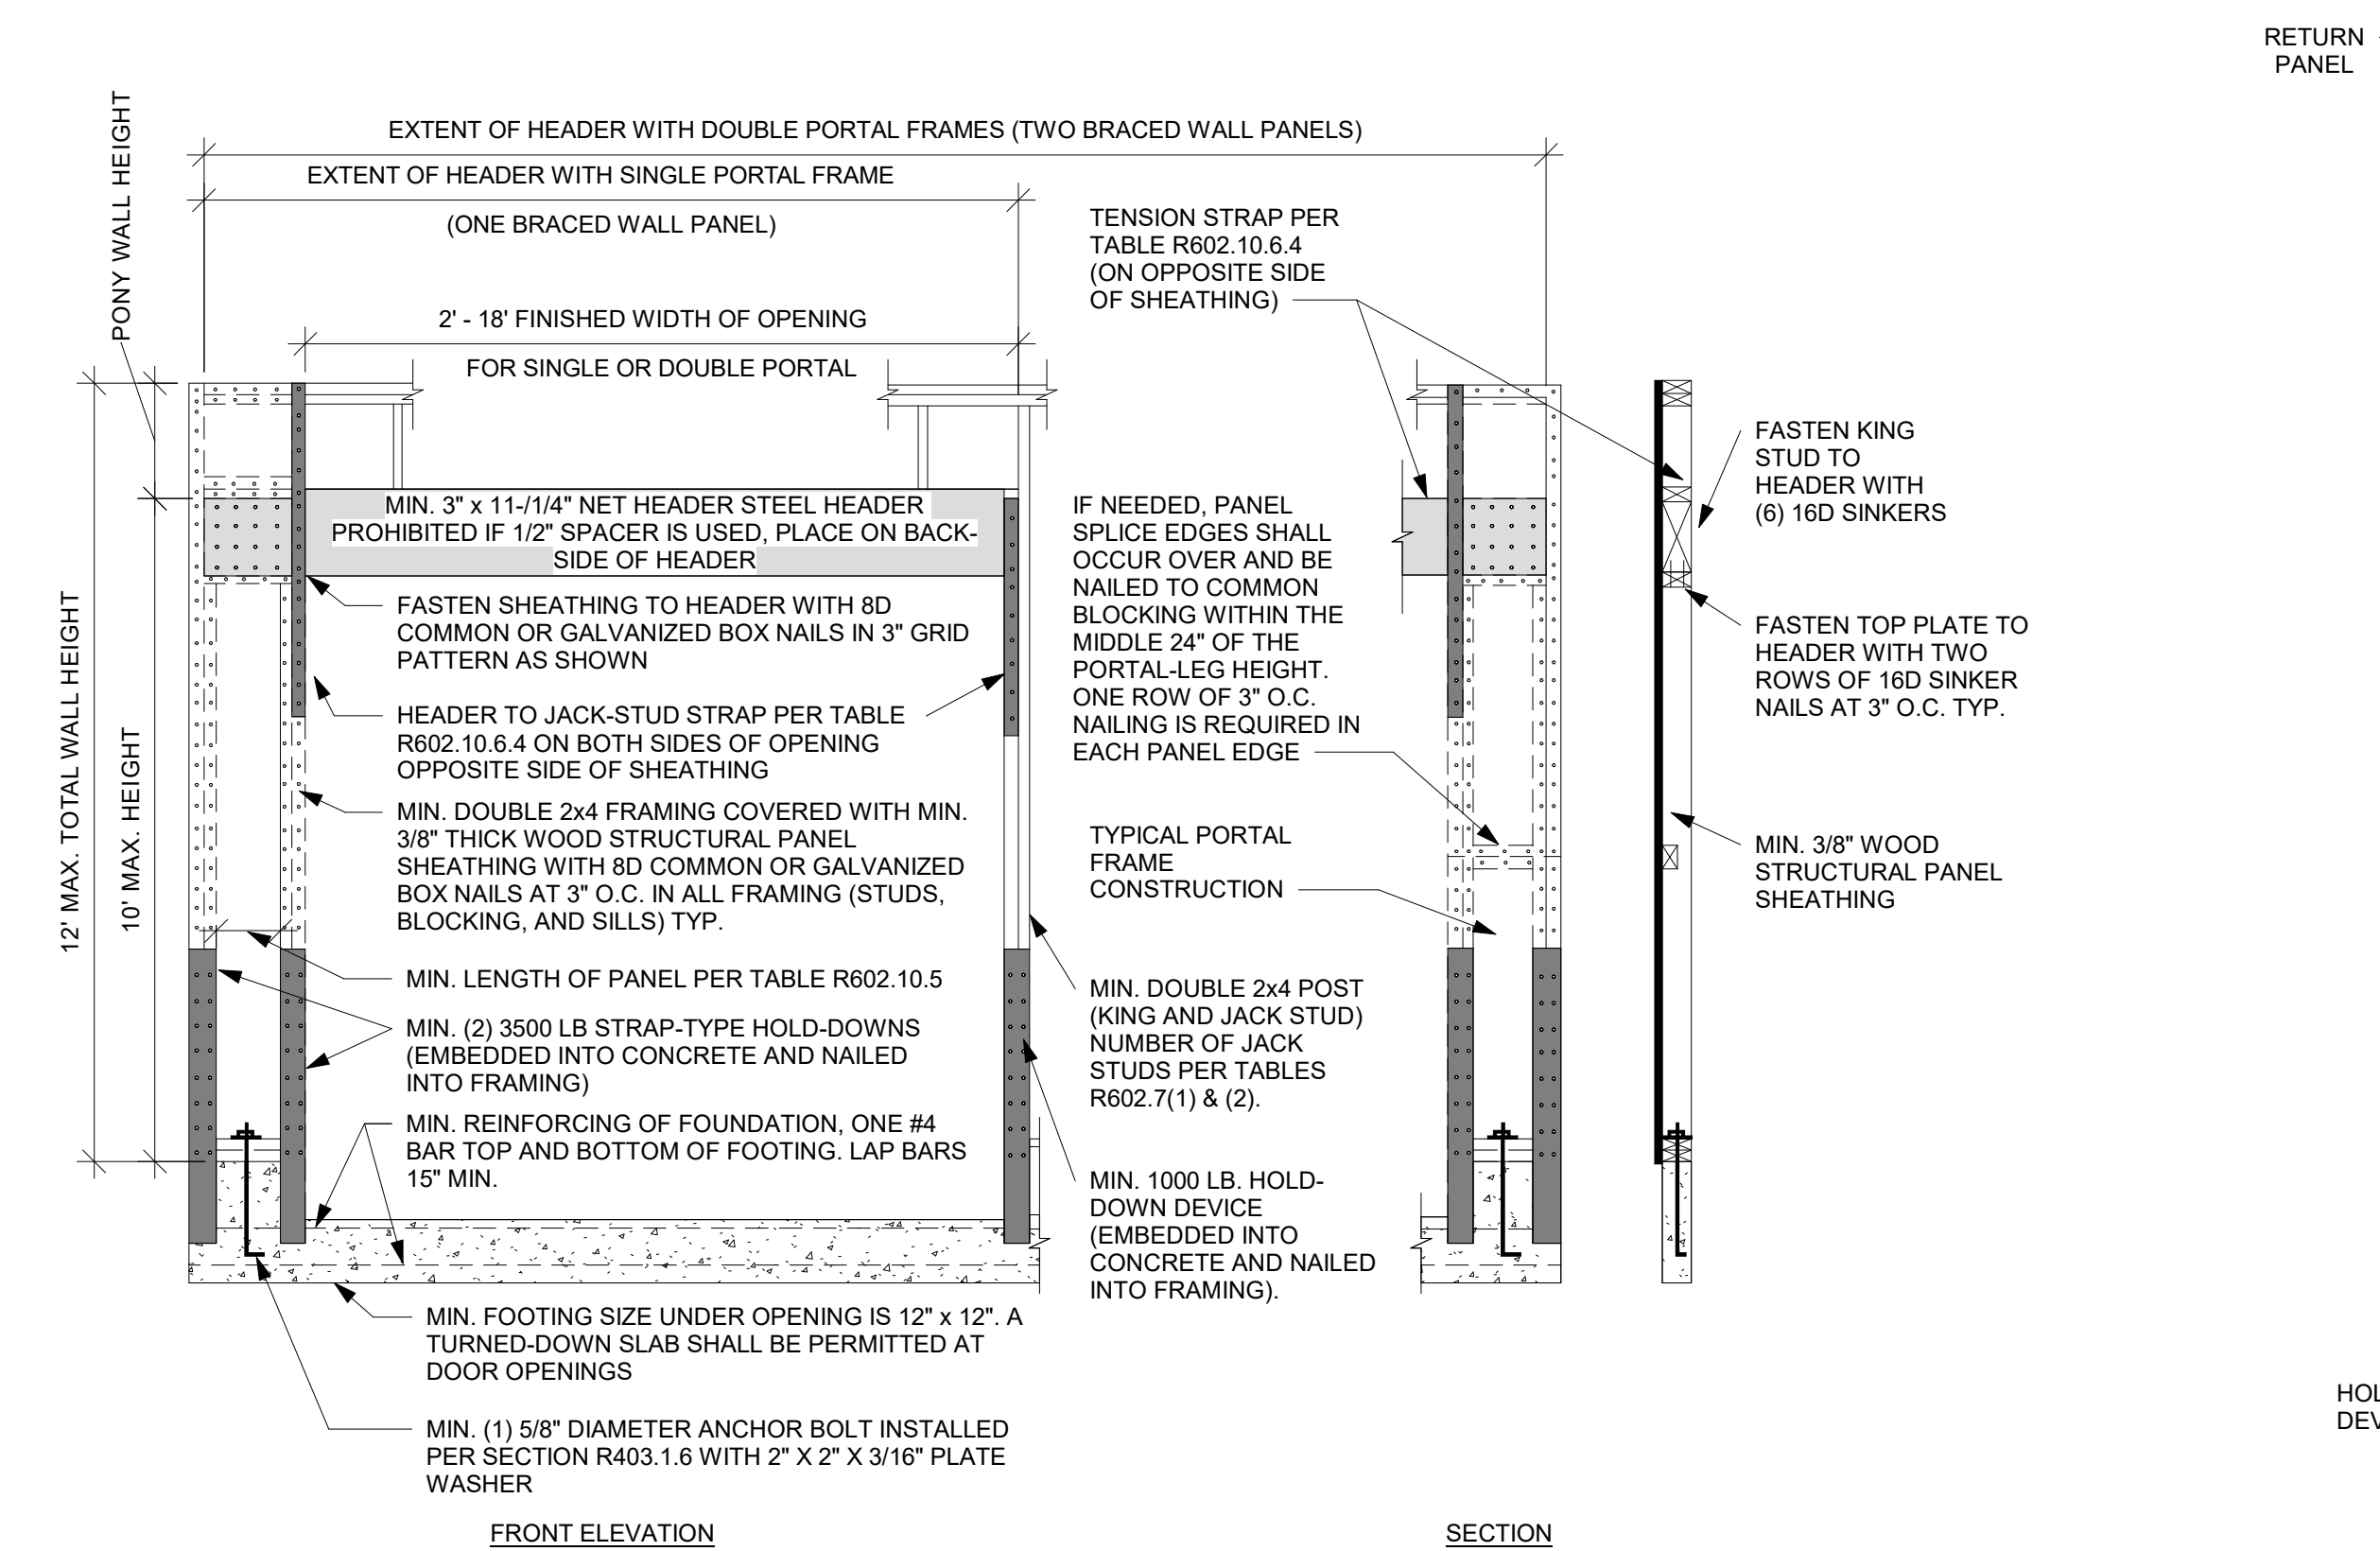 RETURN
PANEL
PONY WALL HEIGHT
EXTENT OF HEADER WITH DOUBLE PORTAL FRAMES (TWO BRACED WALL PANELS)
EXTENT OF HEADER WITH SINGLE PORTAL FRAME
(ONE BRACED WALL PANEL)
2' - 18' FINISHED WIDTH OF OPENING
FOR SINGLE OR DOUBLE PORTAL
12' MAX. TOTAL WALL HEIGHT
10' MAX. HEIGHT
MIN. 3" x 11-/1/4" NET HEADER STEEL HEADER
PROHIBITED IF 1/2" SPACER IS USED, PLACE ON BACK-
SIDE OF HEADER
FASTEN SHEATHING TO HEADER WITH 8D
COMMON OR GALVANIZED BOX NAILS IN 3" GRID
PATTERN AS SHOWN
HEADER TO JACK-STUD STRAP PER TABLE
R602.10.6.4 ON BOTH SIDES OF OPENING
OPPOSITE SIDE OF SHEATHING
MIN. DOUBLE 2x4 FRAMING COVERED WITH MIN.
3/8" THICK WOOD STRUCTURAL PANEL
SHEATHING WITH 8D COMMON OR GALVANIZED
BOX NAILS AT 3" O.C. IN ALL FRAMING (STUDS,
BLOCKING, AND SILLS) TYP.
MIN. LENGTH OF PANEL PER TABLE R602.10.5
MIN. (2) 3500 LB STRAP-TYPE HOLD-DOWNS
(EMBEDDED INTO CONCRETE AND NAILED
INTO FRAMING)
MIN. REINFORCING OF FOUNDATION, ONE #4
BAR TOP AND BOTTOM OF FOOTING. LAP BARS
15" MIN.
MIN. FOOTING SIZE UNDER OPENING IS 12" x 12". A
TURNED-DOWN SLAB SHALL BE PERMITTED AT
DOOR OPENINGS
MIN. (1) 5/8" DIAMETER ANCHOR BOLT INSTALLED
PER SECTION R403.1.6 WITH 2" X 2" X 3/16" PLATE
WASHER
FRONT ELEVATION
TENSION STRAP PER
TABLE R602.10.6.4
(ON OPPOSITE SIDE
OF SHEATHING)
IF NEEDED, PANEL
SPLICE EDGES SHALL
OCCUR OVER AND BE
NAILED TO COMMON
BLOCKING WITHIN THE
MIDDLE 24" OF THE
PORTAL-LEG HEIGHT.
ONE ROW OF 3" O.C.
NAILING IS REQUIRED IN
EACH PANEL EDGE
TYPICAL PORTAL
FRAME
CONSTRUCTION
MIN. DOUBLE 2x4 POST
(KING AND JACK STUD)
NUMBER OF JACK
STUDS PER TABLES
R602.7(1) & (2).
MIN. 1000 LB. HOLD-
DOWN DEVICE
(EMBEDDED INTO
CONCRETE AND NAILED
INTO FRAMING).
FASTEN KING
STUD TO
HEADER WITH
(6) 16D SINKERS
FASTEN TOP PLATE TO
HEADER WITH TWO
ROWS OF 16D SINKER
NAILS AT 3" O.C. TYP.
MIN. 3/8" WOOD
STRUCTURAL PANEL
SHEATHING
SECTION